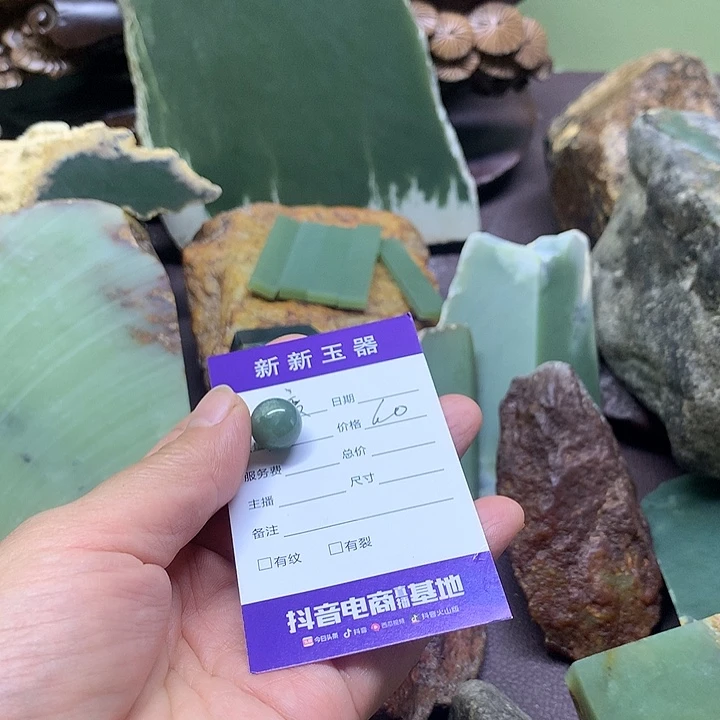 新新玉器
日期
价格 60
服务费 总价
主播 尺寸
备注
□有纹 □有裂
抖音电商直播基地
今日头条 抖音 西瓜视频 抖音火山版